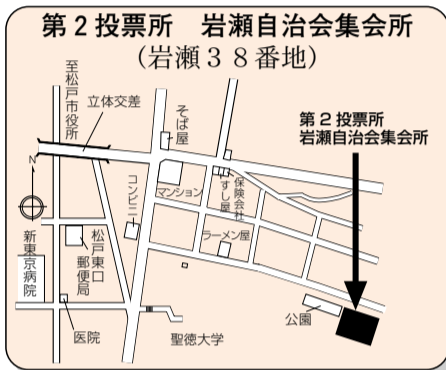 第２投票所　岩瀬自治会集会所
（岩瀬３８番地）
至松戸市役所
立体交差
そば屋
第２投票所
岩瀬自治会集会所
N
コンビニ
マンション
すし屋
保険会社
ラーメン屋
新東京病院
松戸東口郵便局
公園
医院
聖徳大学